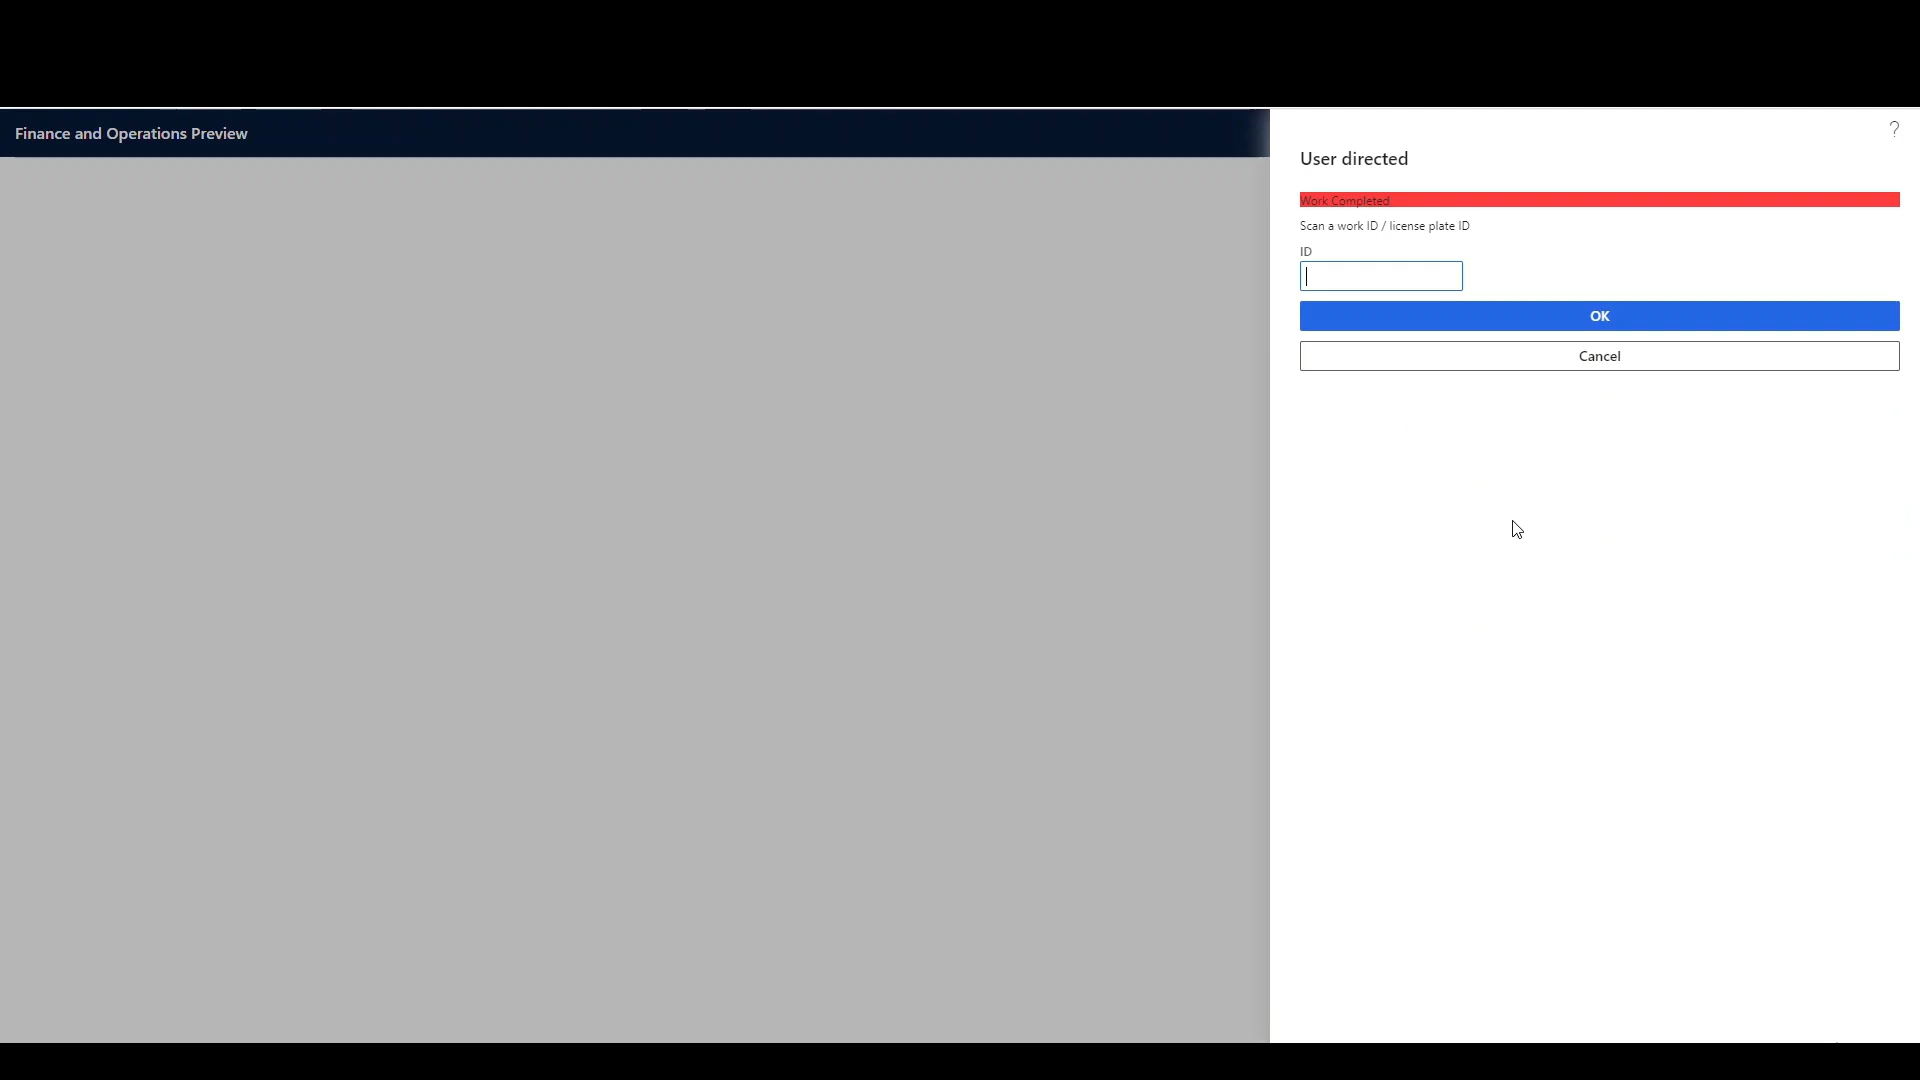 Finance and Operations Preview
?
User directed
Work Completed
Scan a work ID / license plate ID
ID
OK
Cancel